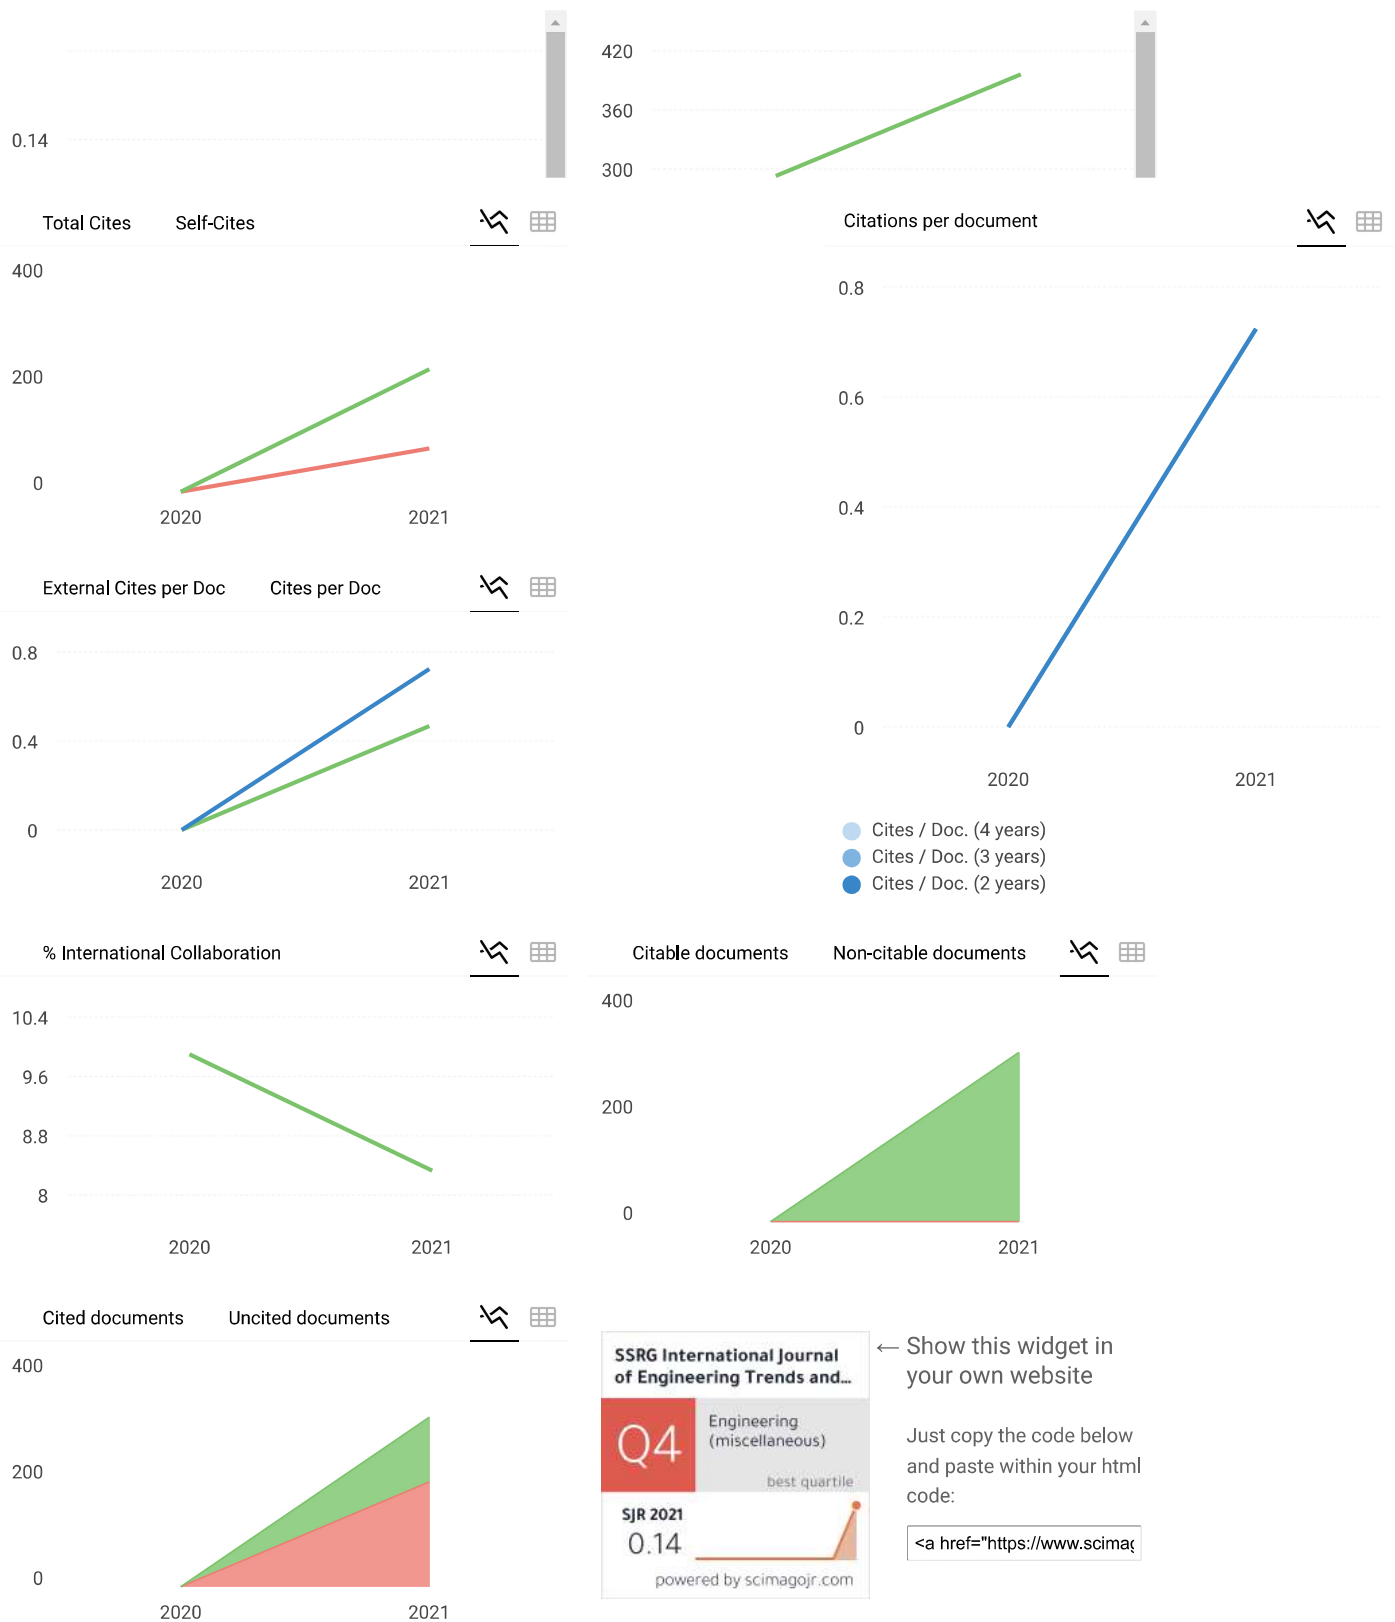 0.14
420
360
300
Total Cites Self-Cites
400
200
0
2020 2021
Citations per document
0.8
0.6
0.4
0.2
0
2020 2021
Cites / Doc. (4 years)
Cites / Doc. (3 years)
Cites / Doc. (2 years)
External Cites per Doc Cites per Doc
0.8
0.4
0
2020 2021
% International Collaboration
10.4
9.6
8.8
8
2020 2021
Citable documents Non-citable documents
400
200
0
2020 2021
Cited documents Uncited documents
400
200
0
2020 2021
SSRG International Journal
of Engineering Trends and...
Q4
Engineering
(miscellaneous)
best quartile
SJR 2021
0.14
powered by scimagojr.com
← Show this widget in
your own website
Just copy the code below
and paste within your html
code:
<a href="https://www.scimag